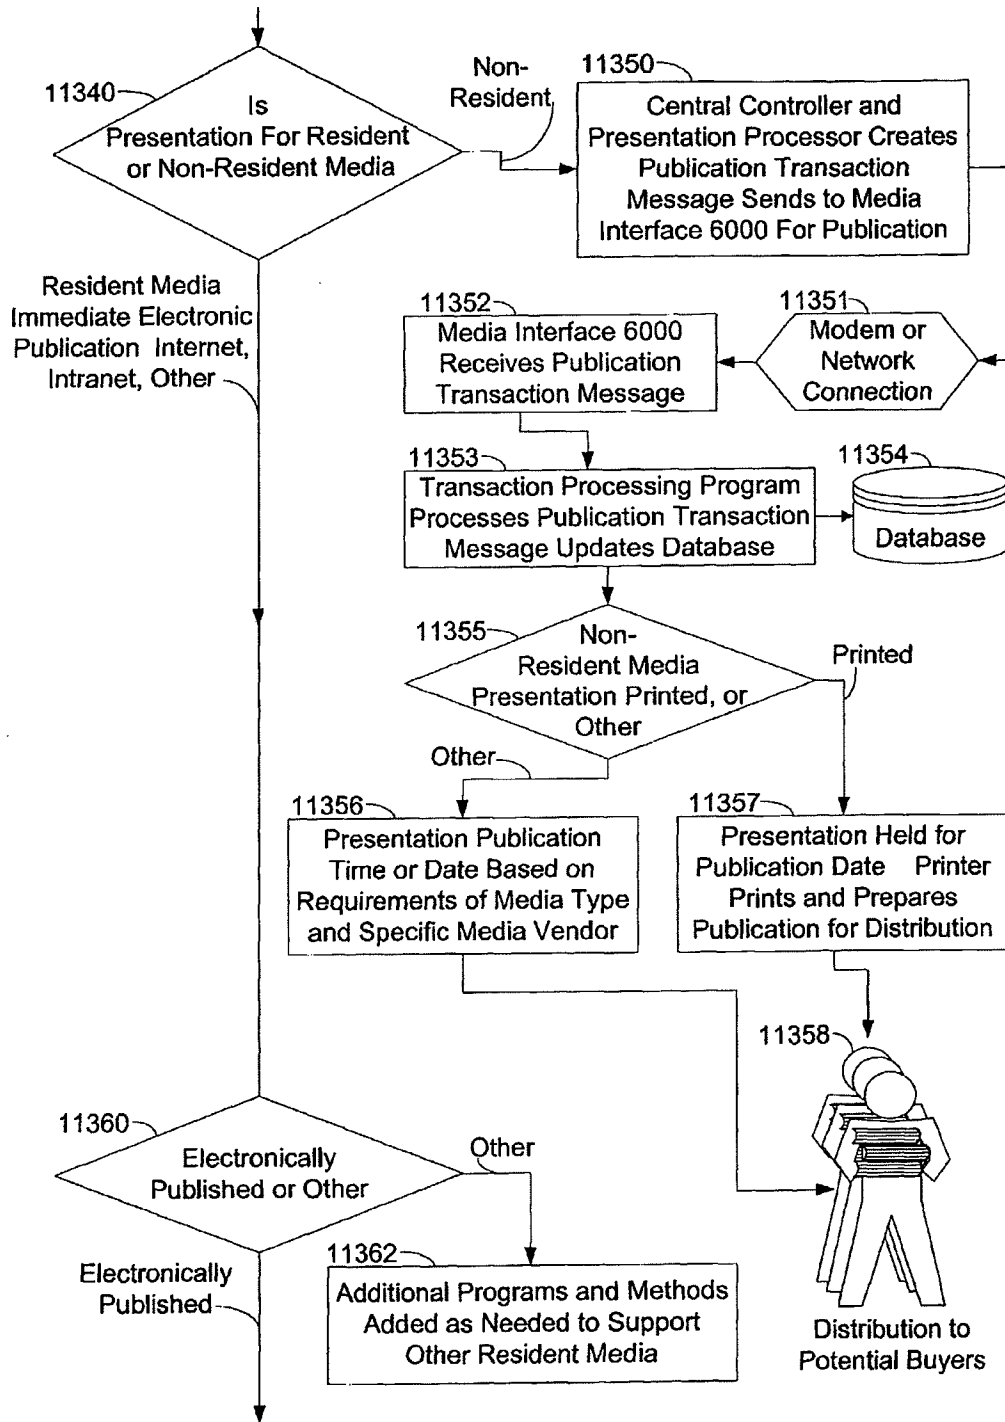 11340
Is
Presentation For Resident
or Non-Resident Media
Non-
Resident
11350
Central Controller and
Presentation Processor Creates
Publication Transaction
Message Sends to Media
Interface 6000 For Publication
Resident Media
Immediate Electronic
Publication Internet,
Intranet, Other
11351
Modem or
Network
Connection
11352
Media Interface 6000
Receives Publication
Transaction Message
11353
Transaction Processing Program
Processes Publication Transaction
Message Updates Database
11354
Database
11355
Non-
Resident Media
Presentation Printed, or
Other
Printed
Other
11356
Presentation Publication
Time or Date Based on
Requirements of Media Type
and Specific Media Vendor
11357
Presentation Held for
Publication Date Printer
Prints and Prepares
Publication for Distribution
11358
Distribution to
Potential Buyers
11360
Electronically
Published or Other
Other
Electronically
Published
11362
Additional Programs and Methods
Added as Needed to Support
Other Resident Media